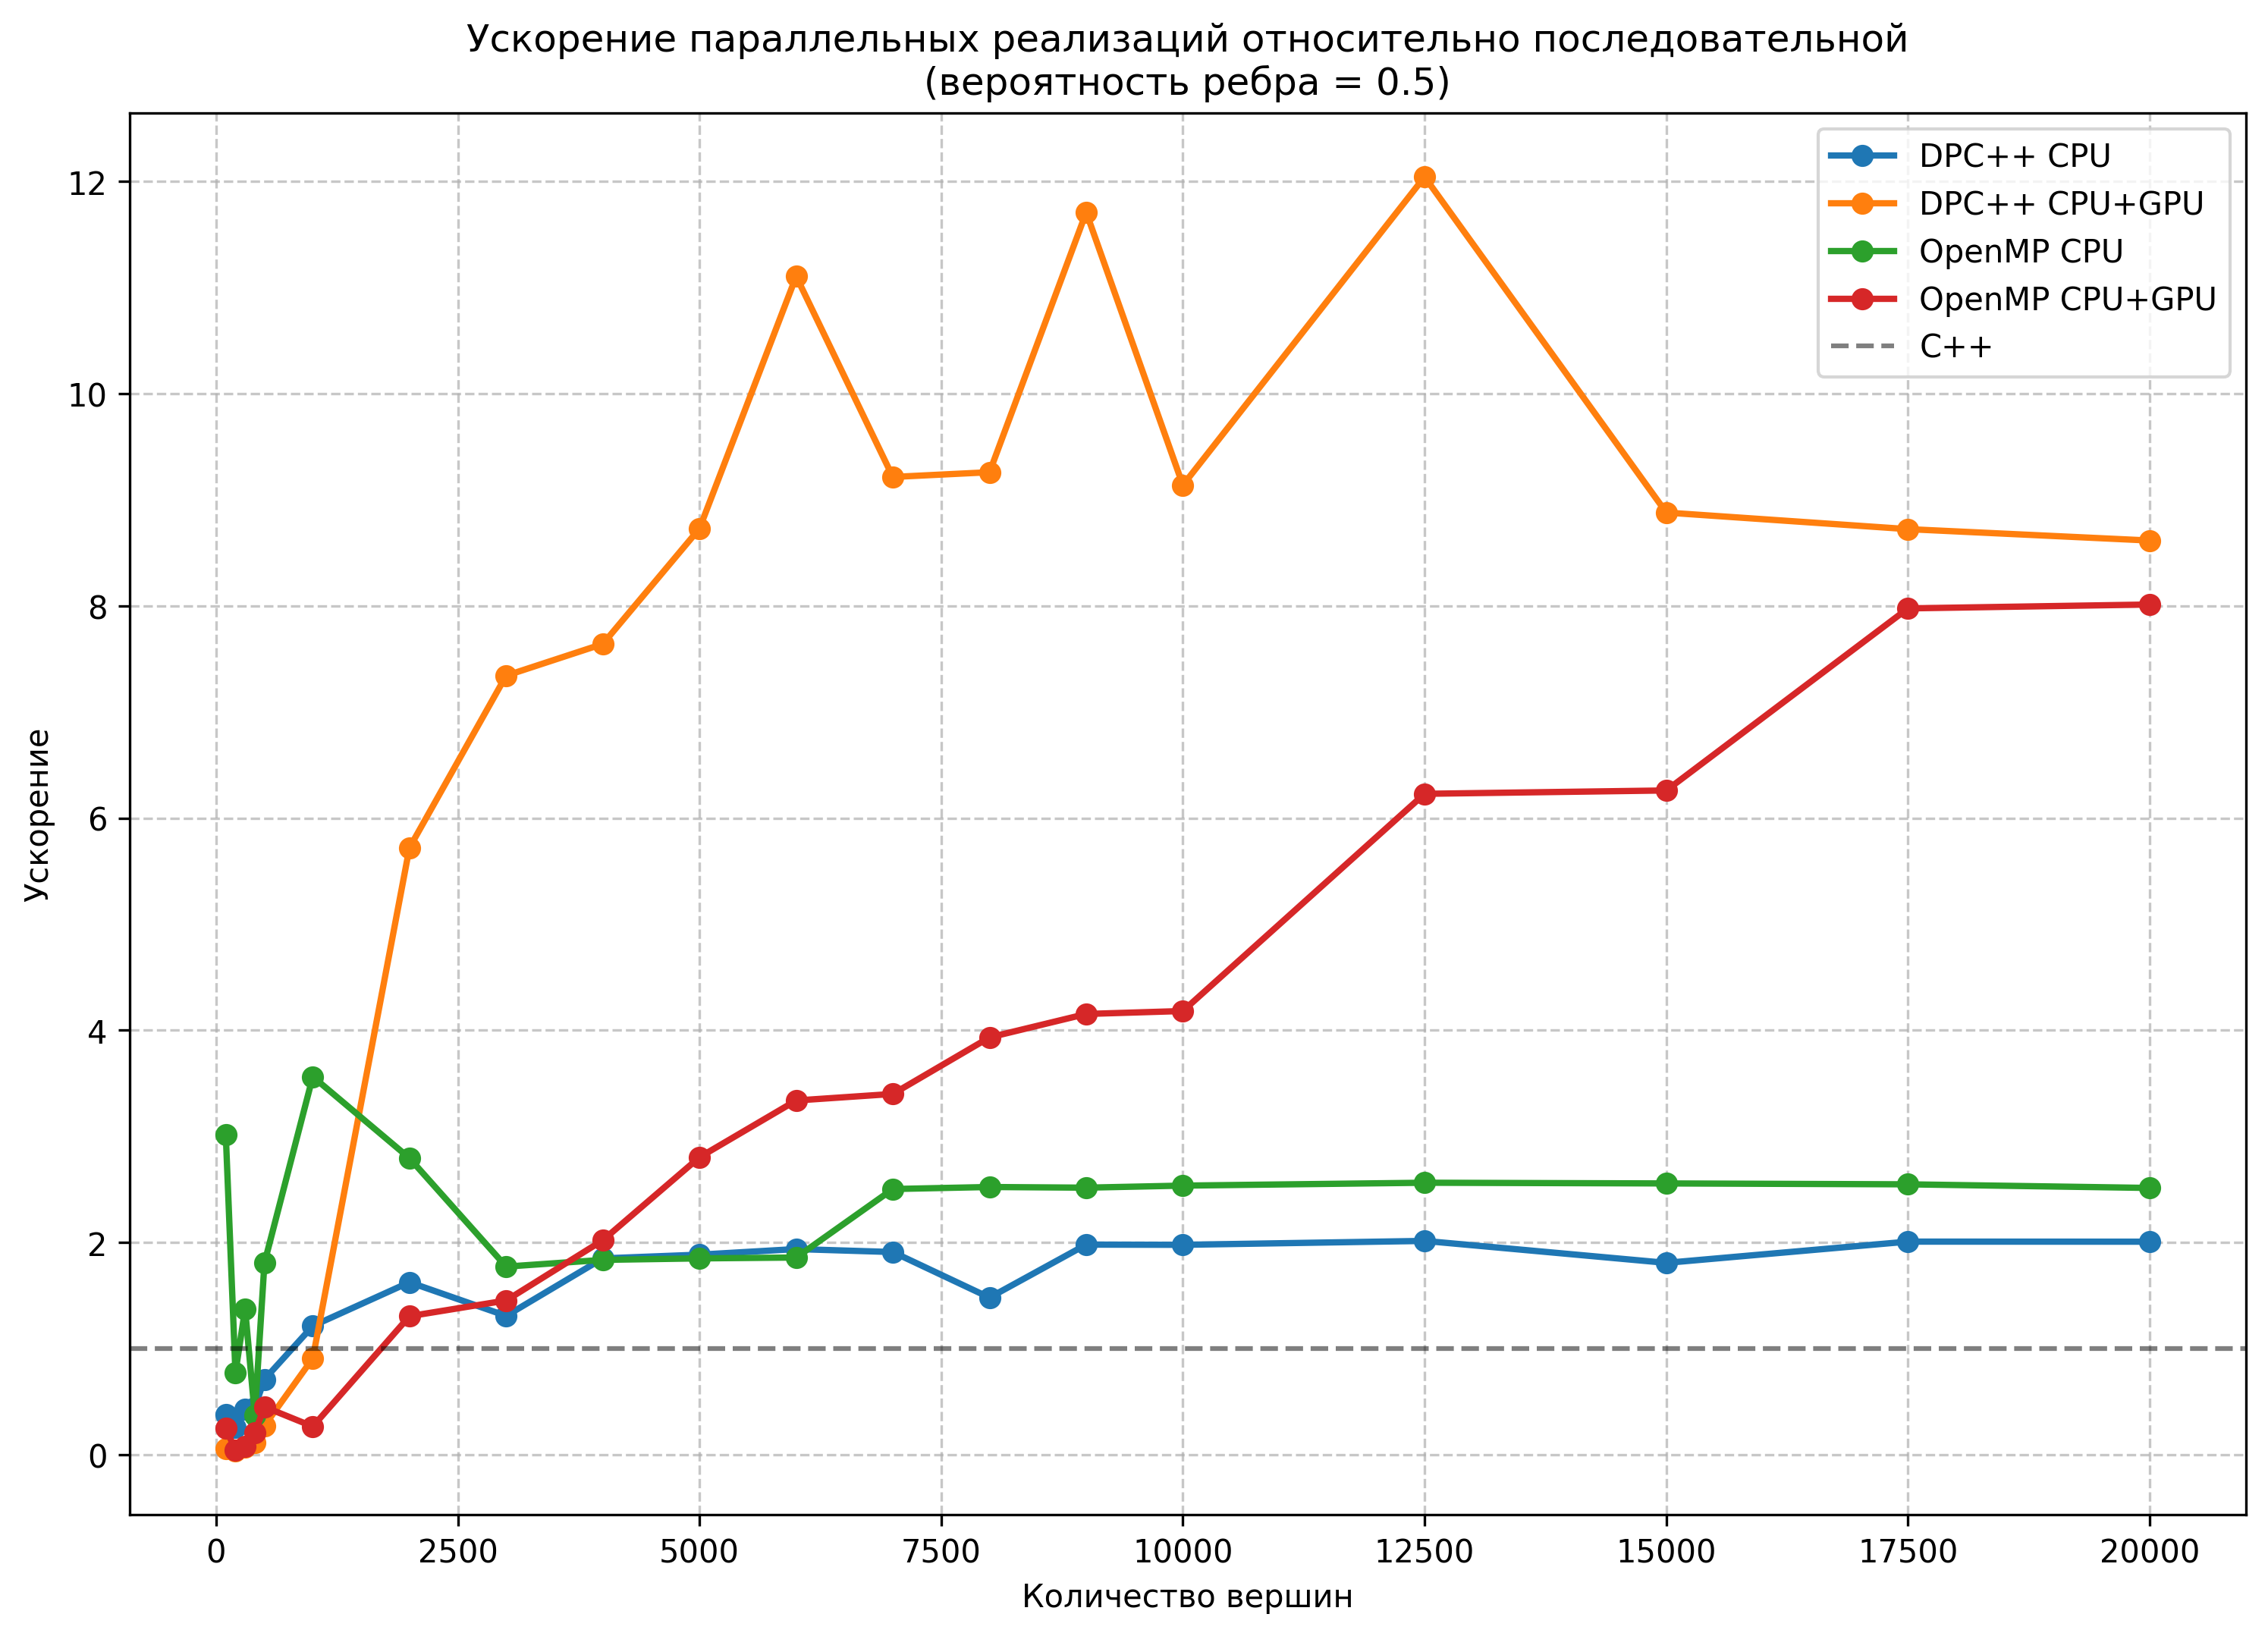 Ускорение параллельных реализаций относительно последовательной
(вероятность ребра = 0.5)
DPC++ CPU
DPC++ CPU+GPU
OpenMP CPU
OpenMP CPU+GPU
C++
Ускорение
12
10
8
6
4
2
0
0 2500 5000 7500 10000 12500 15000 17500 20000
Количество вершин